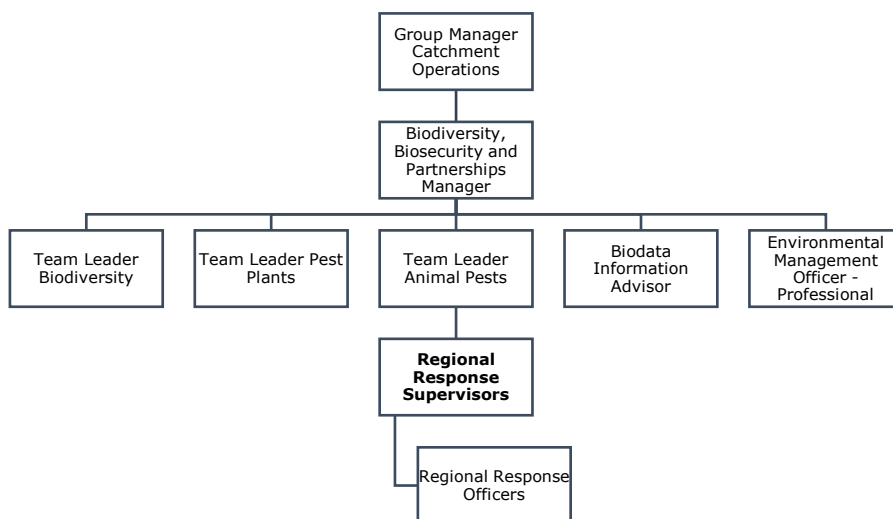 Group Manager
Catchment
Operations
Biodiversity,
Biosecurity and
Partnerships
Manager
Team Leader
Biodiversity
Team Leader Pest
Plants
Team Leader
Animal Pests
Biodata
Information
Advisor
Environmental
Management
Officer -
Professional
Regional
Response
Supervisors
Regional Response
Officers